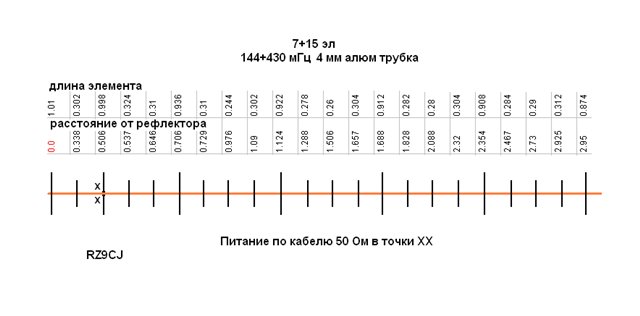 7+15 эл
144+430 мГц 4 мм алюм трубка
длина элемента
1.01 0.302 0.998 0.324 0.31 0.936 0.31 0.244 0.302 0.922 0.278 0.26 0.304 0.912 0.282 0.28 0.304 0.908 0.284 0.29 0.312 0.874
расстояние от рефлектора
0.0 0.338 0.506 0.537 0.646 0.706 0.729 0.976 1.09 1.124 1.288 1.506 1.657 1.688 1.828 2.088 2.32 2.354 2.467 2.73 2.925 2.95
X
X
Питание по кабелю 50 Ом в точки XX
RZ9CJ